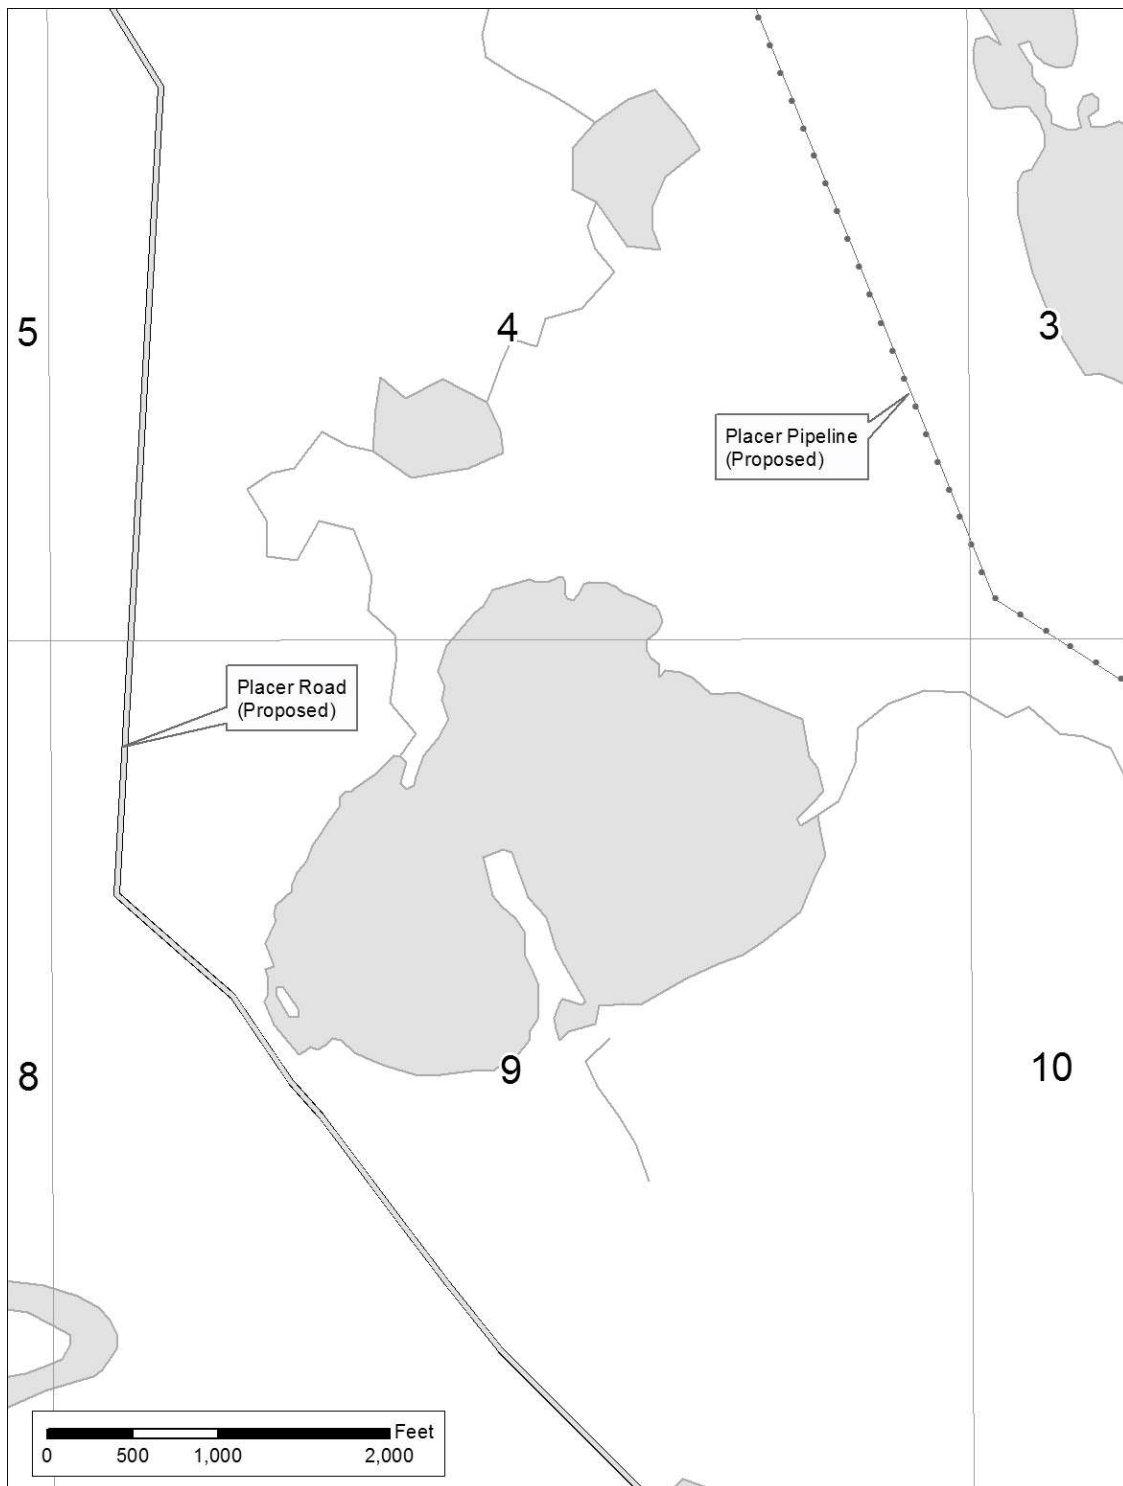 5
4
3
Placer Pipeline
(Proposed)
Placer Road
(Proposed)
8
9
10
Feet
0 500 1,000 2,000